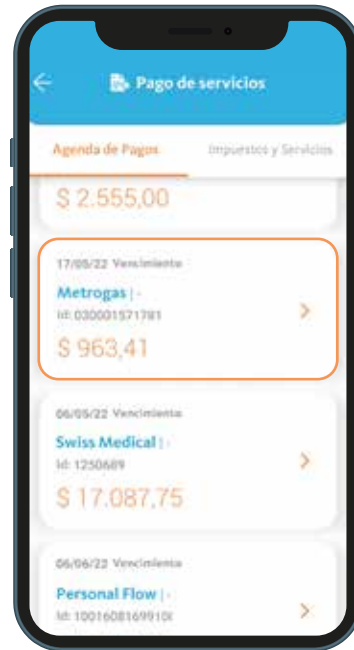 Pago de servicios
Agenda de Pagos
Impuestos y Servicios
$ 2.555,00
17/05/22 Vencimiento
Metrogas | -
Id: 030001571781
$ 963,41
06/05/22 Vencimiento
Swiss Medical | -
Id: 1250689
$ 17.087,75
06/06/22 Vencimiento
Personal Flow | -